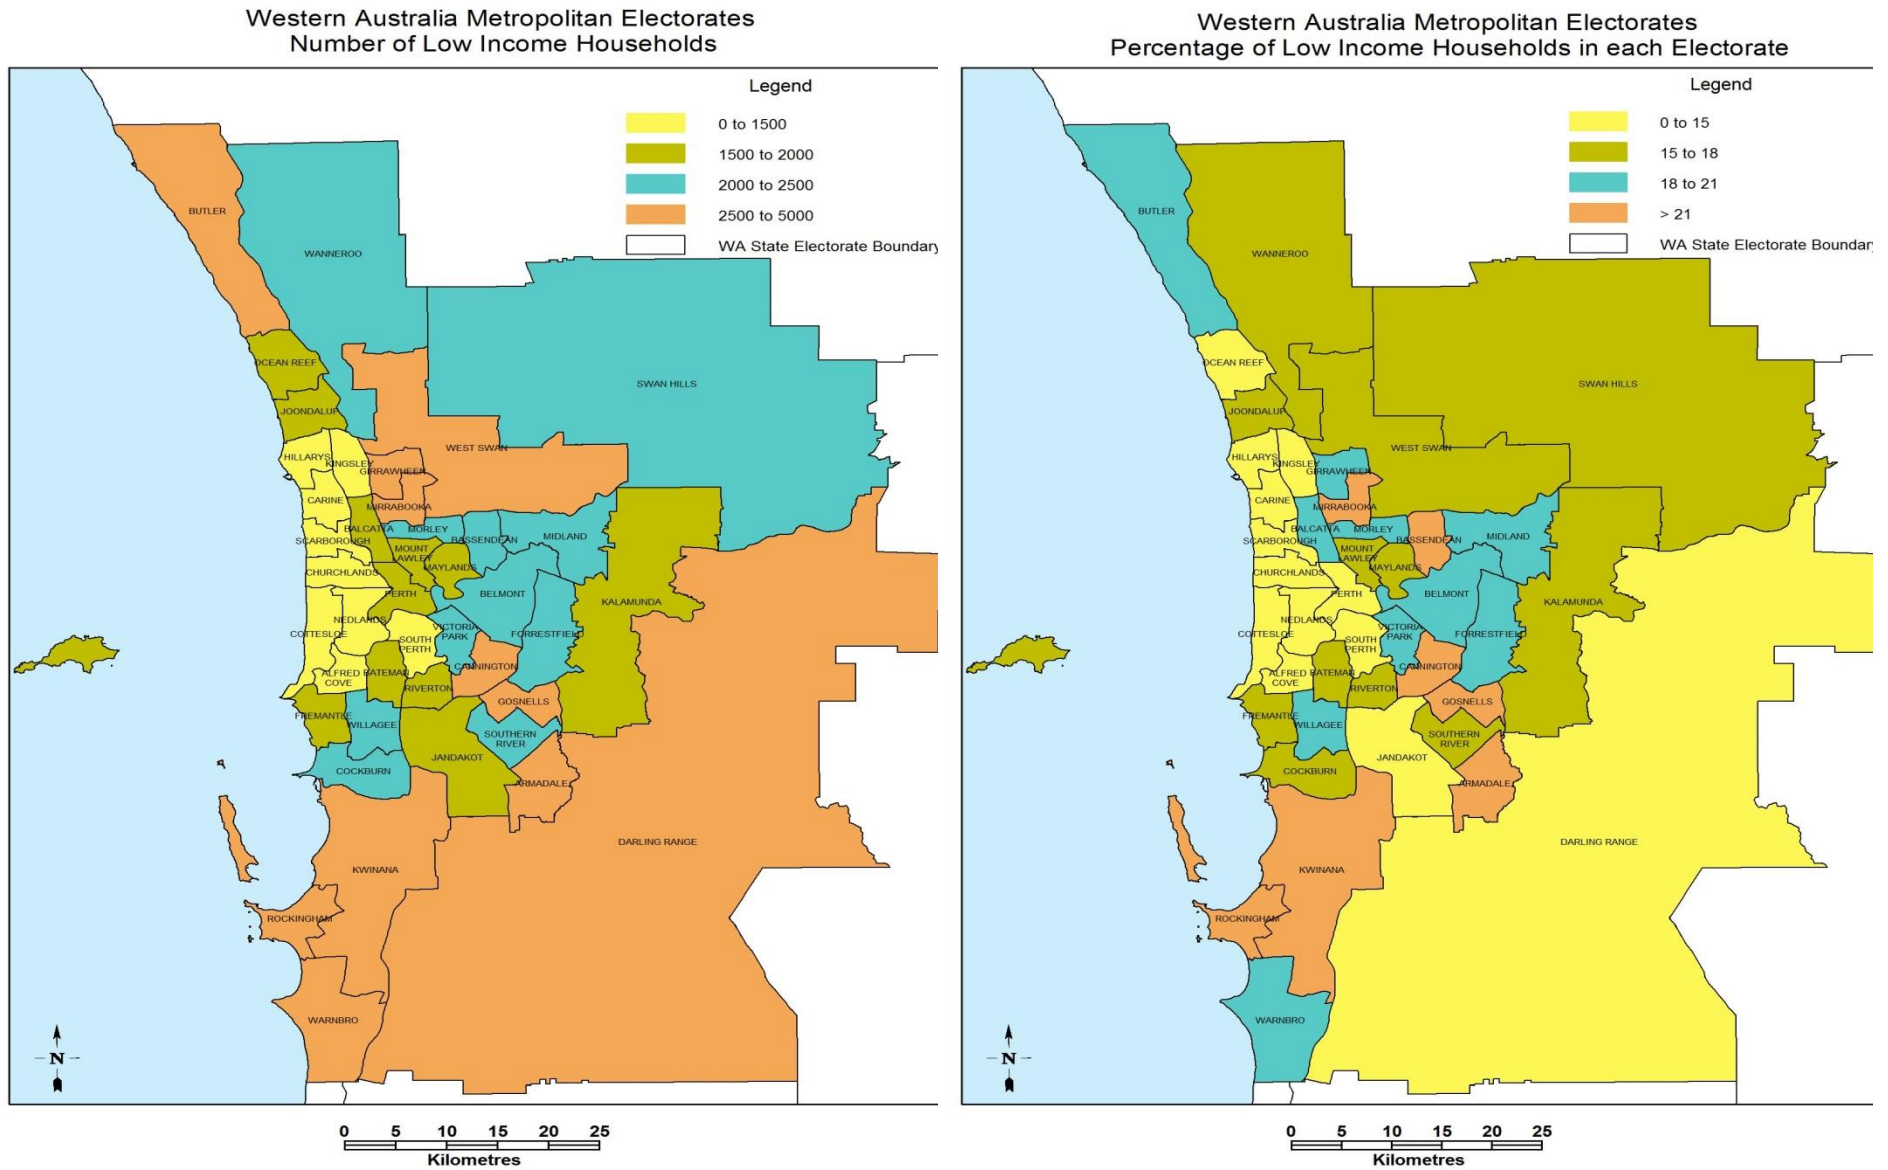 Western Australia Metropolitan Electorates
Number of Low Income Households
Legend
0 to 1500
1500 to 2000
2000 to 2500
2500 to 5000
WA State Electorate Boundary
BUTLER
WANNEROO
OCEAN REEF
SWAN HILLS
JOONDALUP
WEST SWAN
HILLARYS
KINGSLEY
GIRRAWHEEN
CARINE
MIRRABOOKA
BALCATTA
MORLEY
SCARBOROUGH
BASSENDEAN
MIDLAND
MOUNT
LAWLEY
MAYLANDS
CHURCHLANDS
PERTH
BELMONT
KALAMUNDA
NEDLANDS
COTTESLOE
VICTORIA
PARK
FORRESTFIELD
SOUTH
PERTH
CANNINGTON
ALFRED
COVE
BATEMAN
RIVERTON
GOSNELLS
FREMANTLE
WILLAGEE
SOUTHERN
RIVER
JANDAKOT
COCKBURN
ARMADALE
DARLING RANGE
KWINANA
ROCKINGHAM
WARNBRO
N
0 5 10 15 20 25
Kilometres
Western Australia Metropolitan Electorates
Percentage of Low Income Households in each Electorate
Legend
0 to 15
15 to 18
18 to 21
> 21
WA State Electorate Boundar
BUTLER
WANNEROO
OCEAN REEF
SWAN HILLS
JOONDALUP
WEST SWAN
HILLARYS
KINGSLEY
GIRRAWHEEN
CARINE
MIRRABOOKA
BALCATTA
MORLEY
SCARBOROUGH
BASSENDEAN
MIDLAND
MOUNT
LAWLEY
MAYLANDS
CHURCHLANDS
PERTH
BELMONT
KALAMUNDA
NEDLANDS
COTTESLOE
VICTORIA
PARK
FORRESTFIELD
SOUTH
PERTH
CANNINGTON
ALFRED
COVE
BATEMAN
RIVERTON
GOSNELLS
FREMANTLE
WILLAGEE
SOUTHERN
RIVER
JANDAKOT
COCKBURN
ARMADALE
DARLING RANGE
KWINANA
ROCKINGHAM
WARNBRO
N
0 5 10 15 20 25
Kilometres